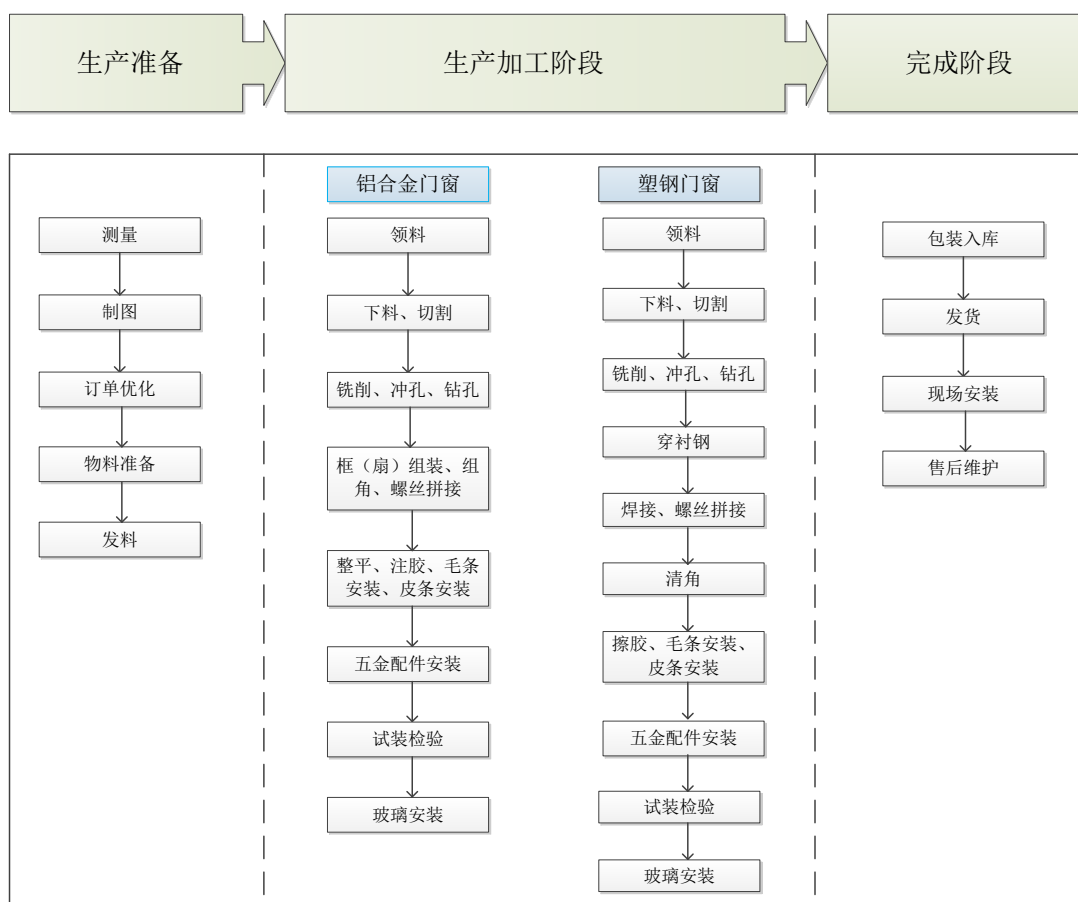 生产准备
生产加工阶段
完成阶段
测量
制图
订单优化
物料准备
发料
铝合金门窗
领料
下料、切割
铣削、冲孔、钻孔
框（扇）组装、组
角、螺丝拼接
整平、注胶、毛条
安装、皮条安装
五金配件安装
试装检验
玻璃安装
塑钢门窗
领料
下料、切割
铣削、冲孔、钻孔
穿衬钢
焊接、螺丝拼接
清角
擦胶、毛条安装、
皮条安装
五金配件安装
试装检验
玻璃安装
包装入库
发货
现场安装
售后维护